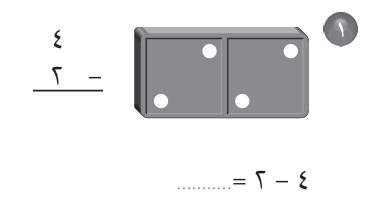 ١
٤
٢ −
٤ − ٢ = ...........